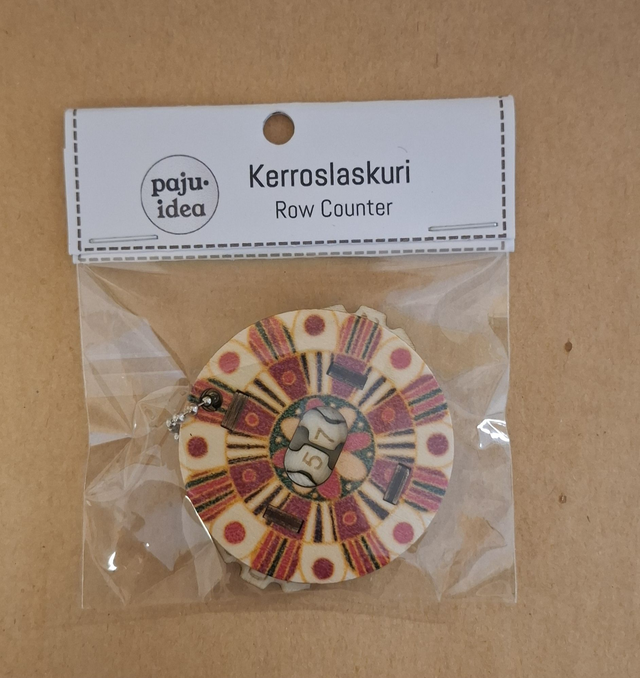 paju·
idea
Kerroslaskuri
Row Counter
57